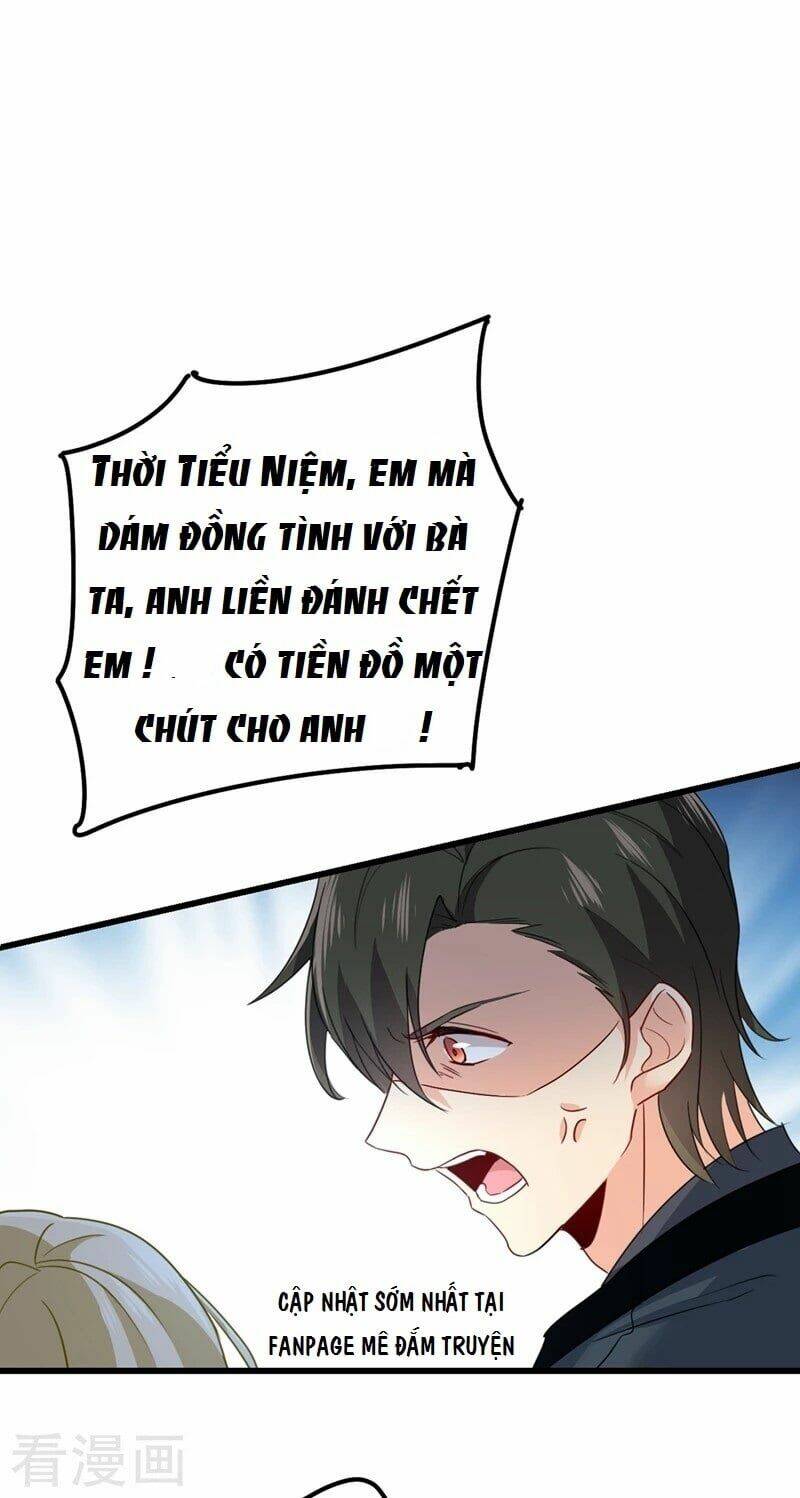 THỜI TIỂU NIỆM, EM MÀ
DÁM ĐỒNG TÌNH VỚI BÀ
TA, ANH LIỀN ĐÁNH CHẾT
EM! CÓ TIỀN ĐỒ MỘT
CHÚT CHO ANH !
CẬP NHẬT SỚM NHẤT TẠI
FANPAGE MÊ ĐẮM TRUYỆN
看漫画